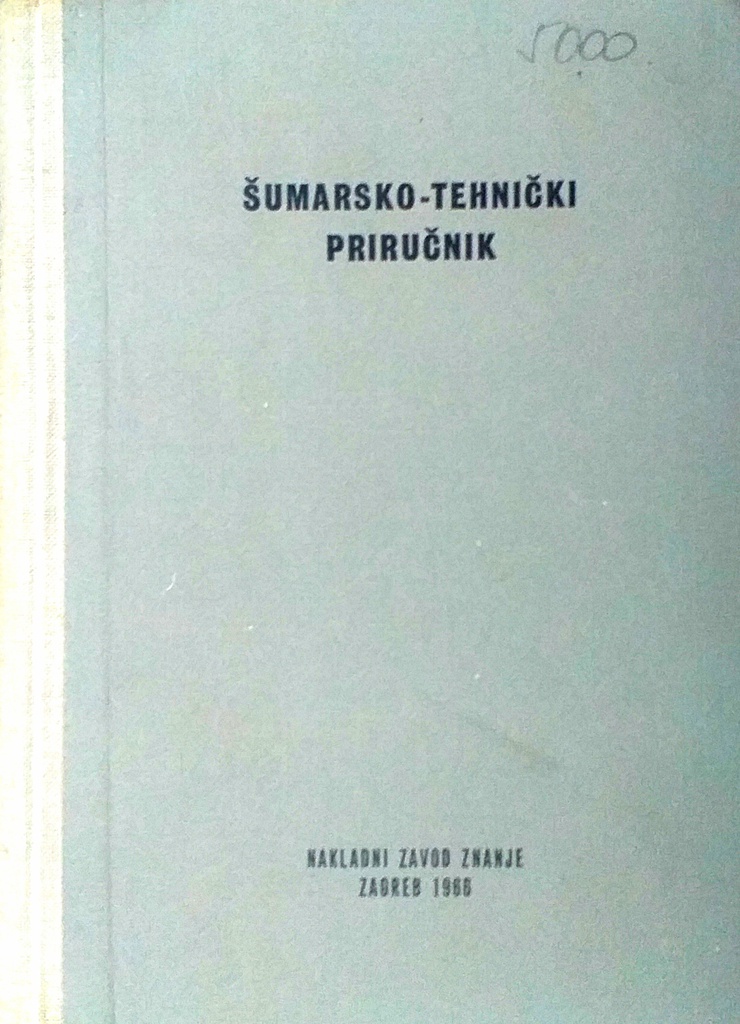 5000
ŠUMARSKO-TEHNIČKI
PRIRUČNIK
NAKLADNI ZAVOD ZNANJE
ZAGREB 1966